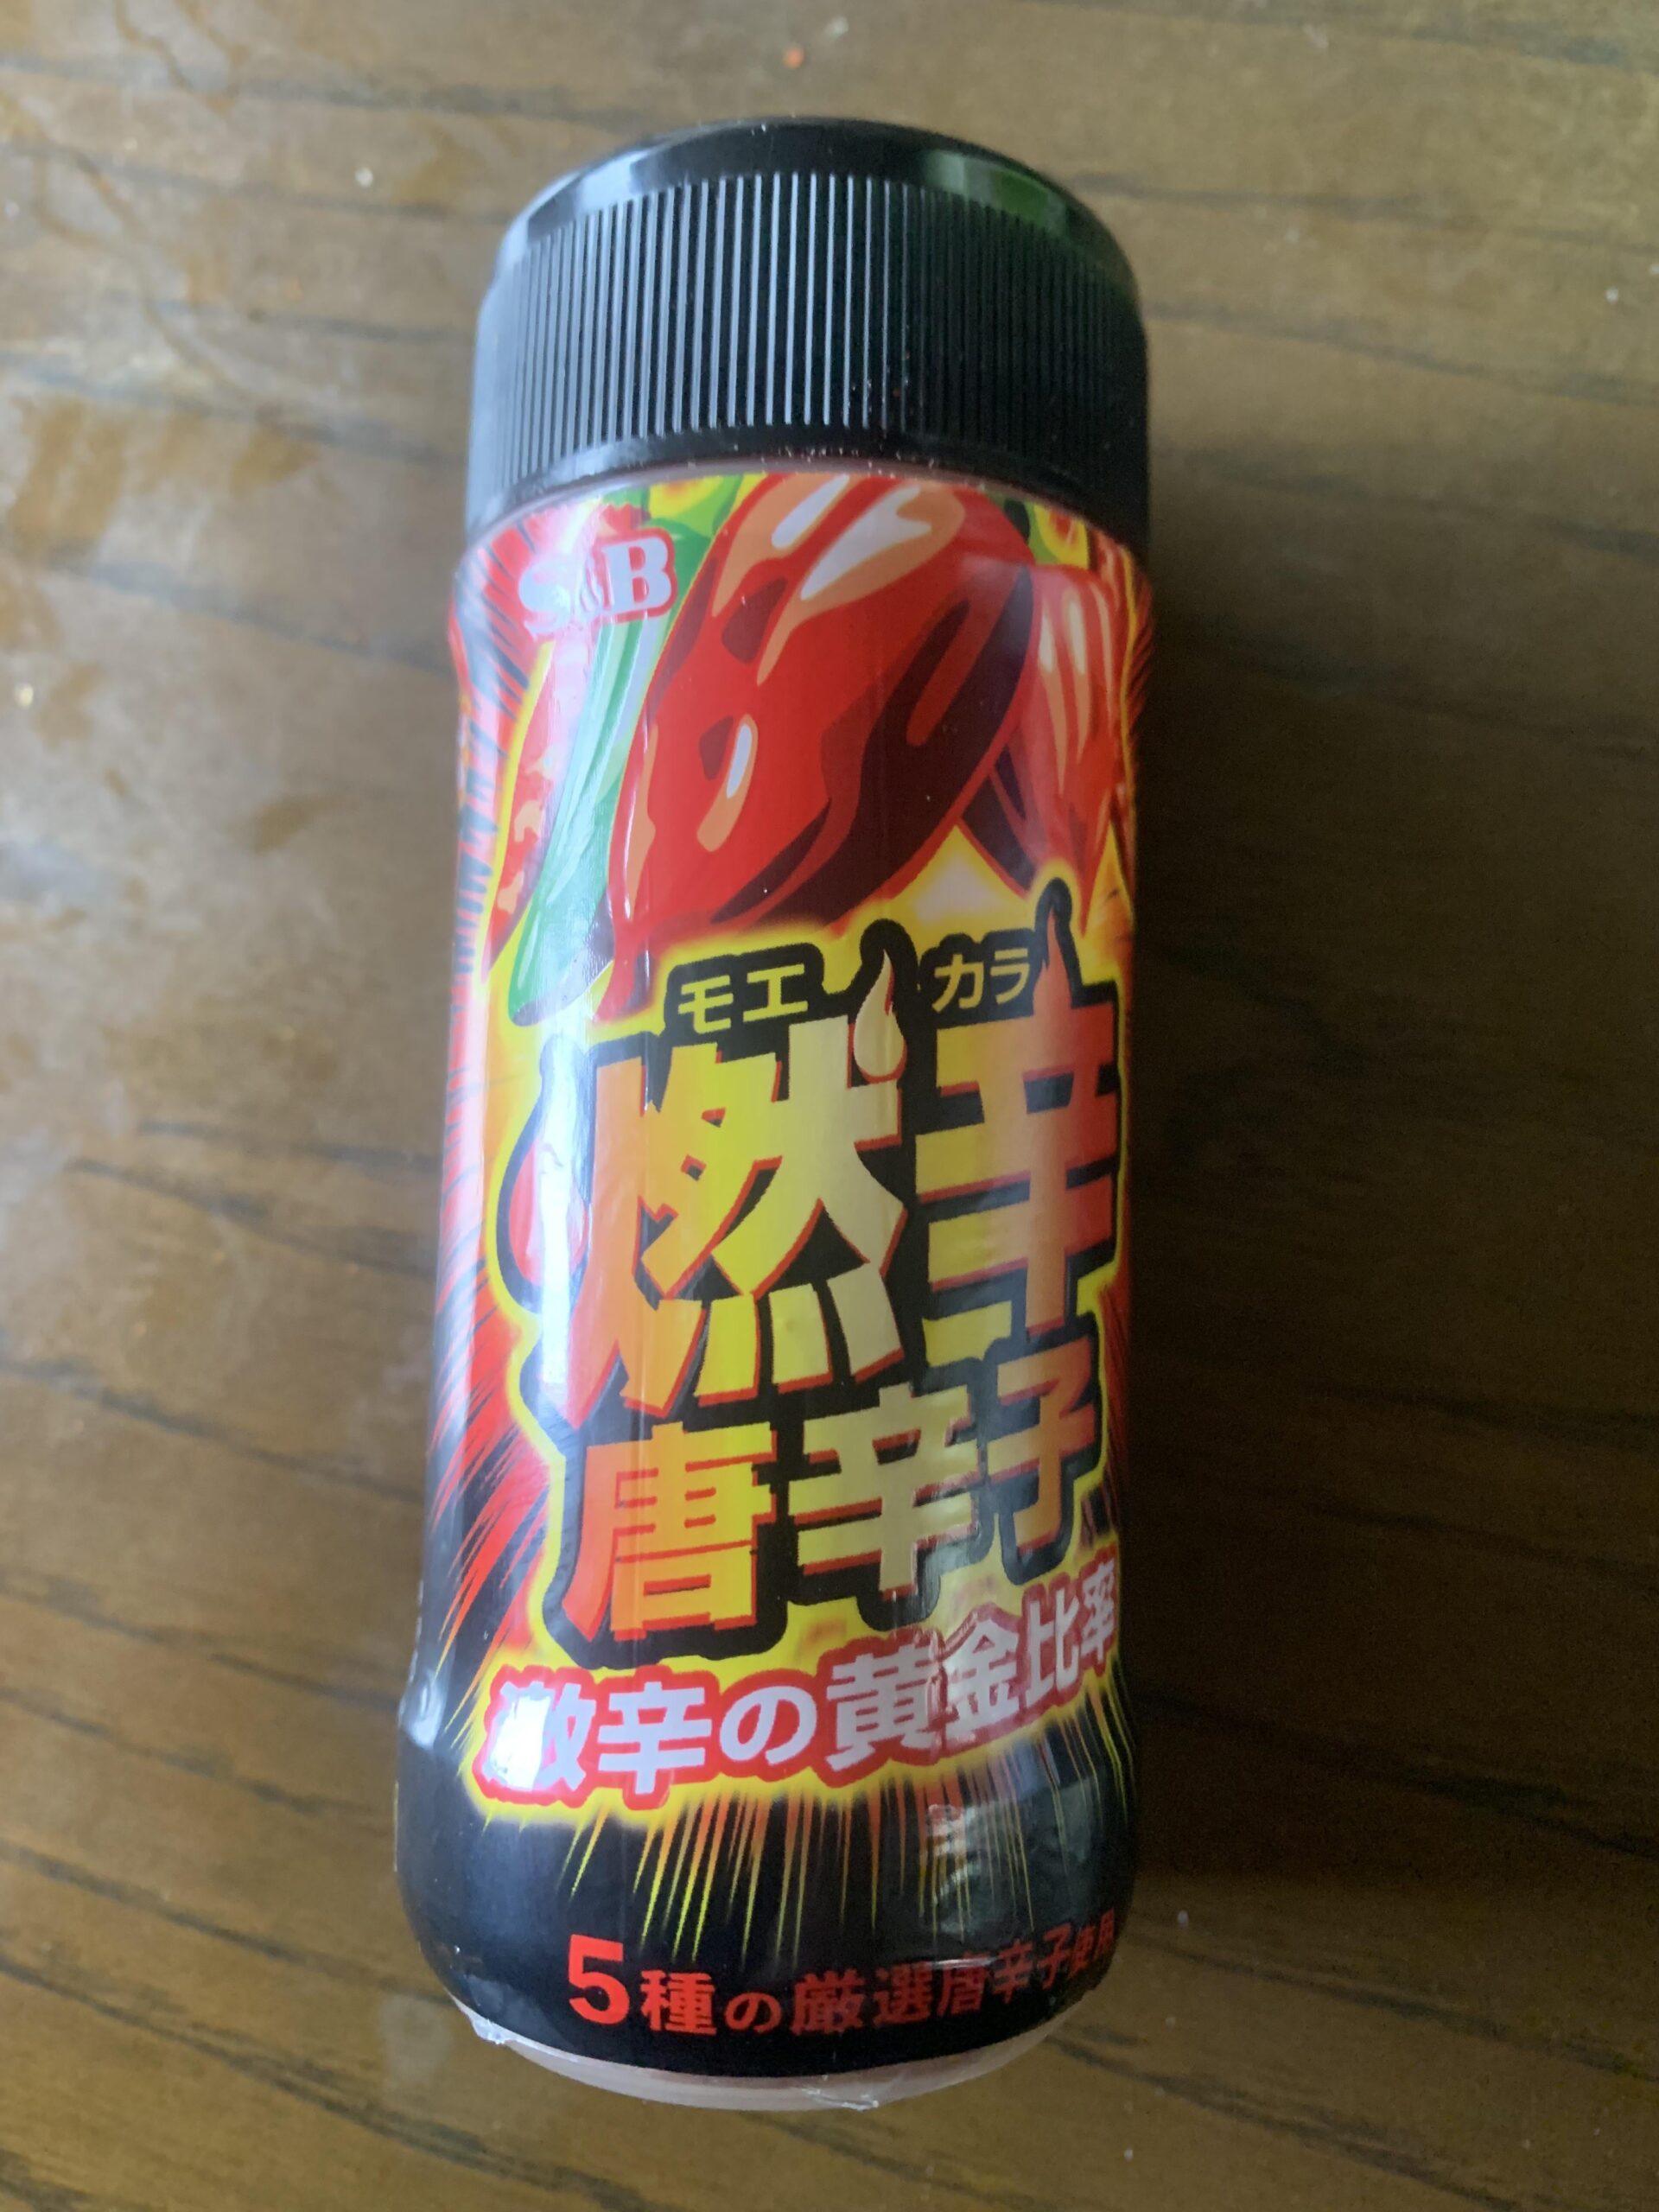 S&B
モエ カラ
燃辛
唐辛子
激辛の黄金比率
5種の厳選唐辛子使用